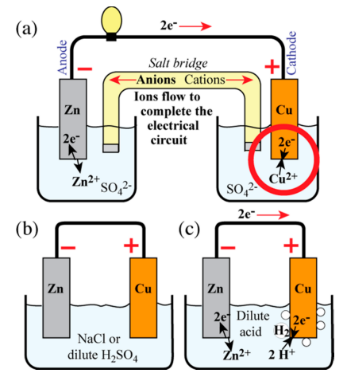 (a)
2e-
Anode
Cathode
− +
Salt bridge
Anions Cations
Ions flow to
complete the
electrical
circuit
Zn
Cu
2e-
2e-
Zn²⁺ SO₄²⁻
SO₄²⁻ Cu²⁺
(b)
(c)
2e-
− +
− +
Zn
Cu
Zn
Cu
NaCl or
dilute H₂SO₄
Dilute
acid
2e-
2e-
H₂
Zn²⁺
2 H⁺